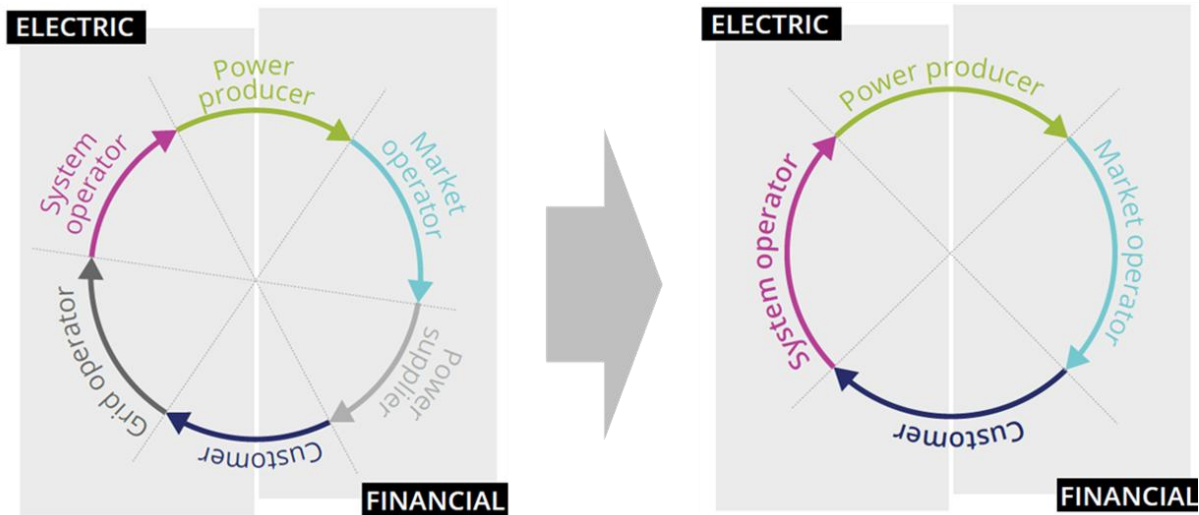 ELECTRIC
Power
producer
Market
operator
Power
supplier
Customer
Grid operator
System
operator
FINANCIAL
ELECTRIC
Power producer
Market operator
Customer
System operator
FINANCIAL